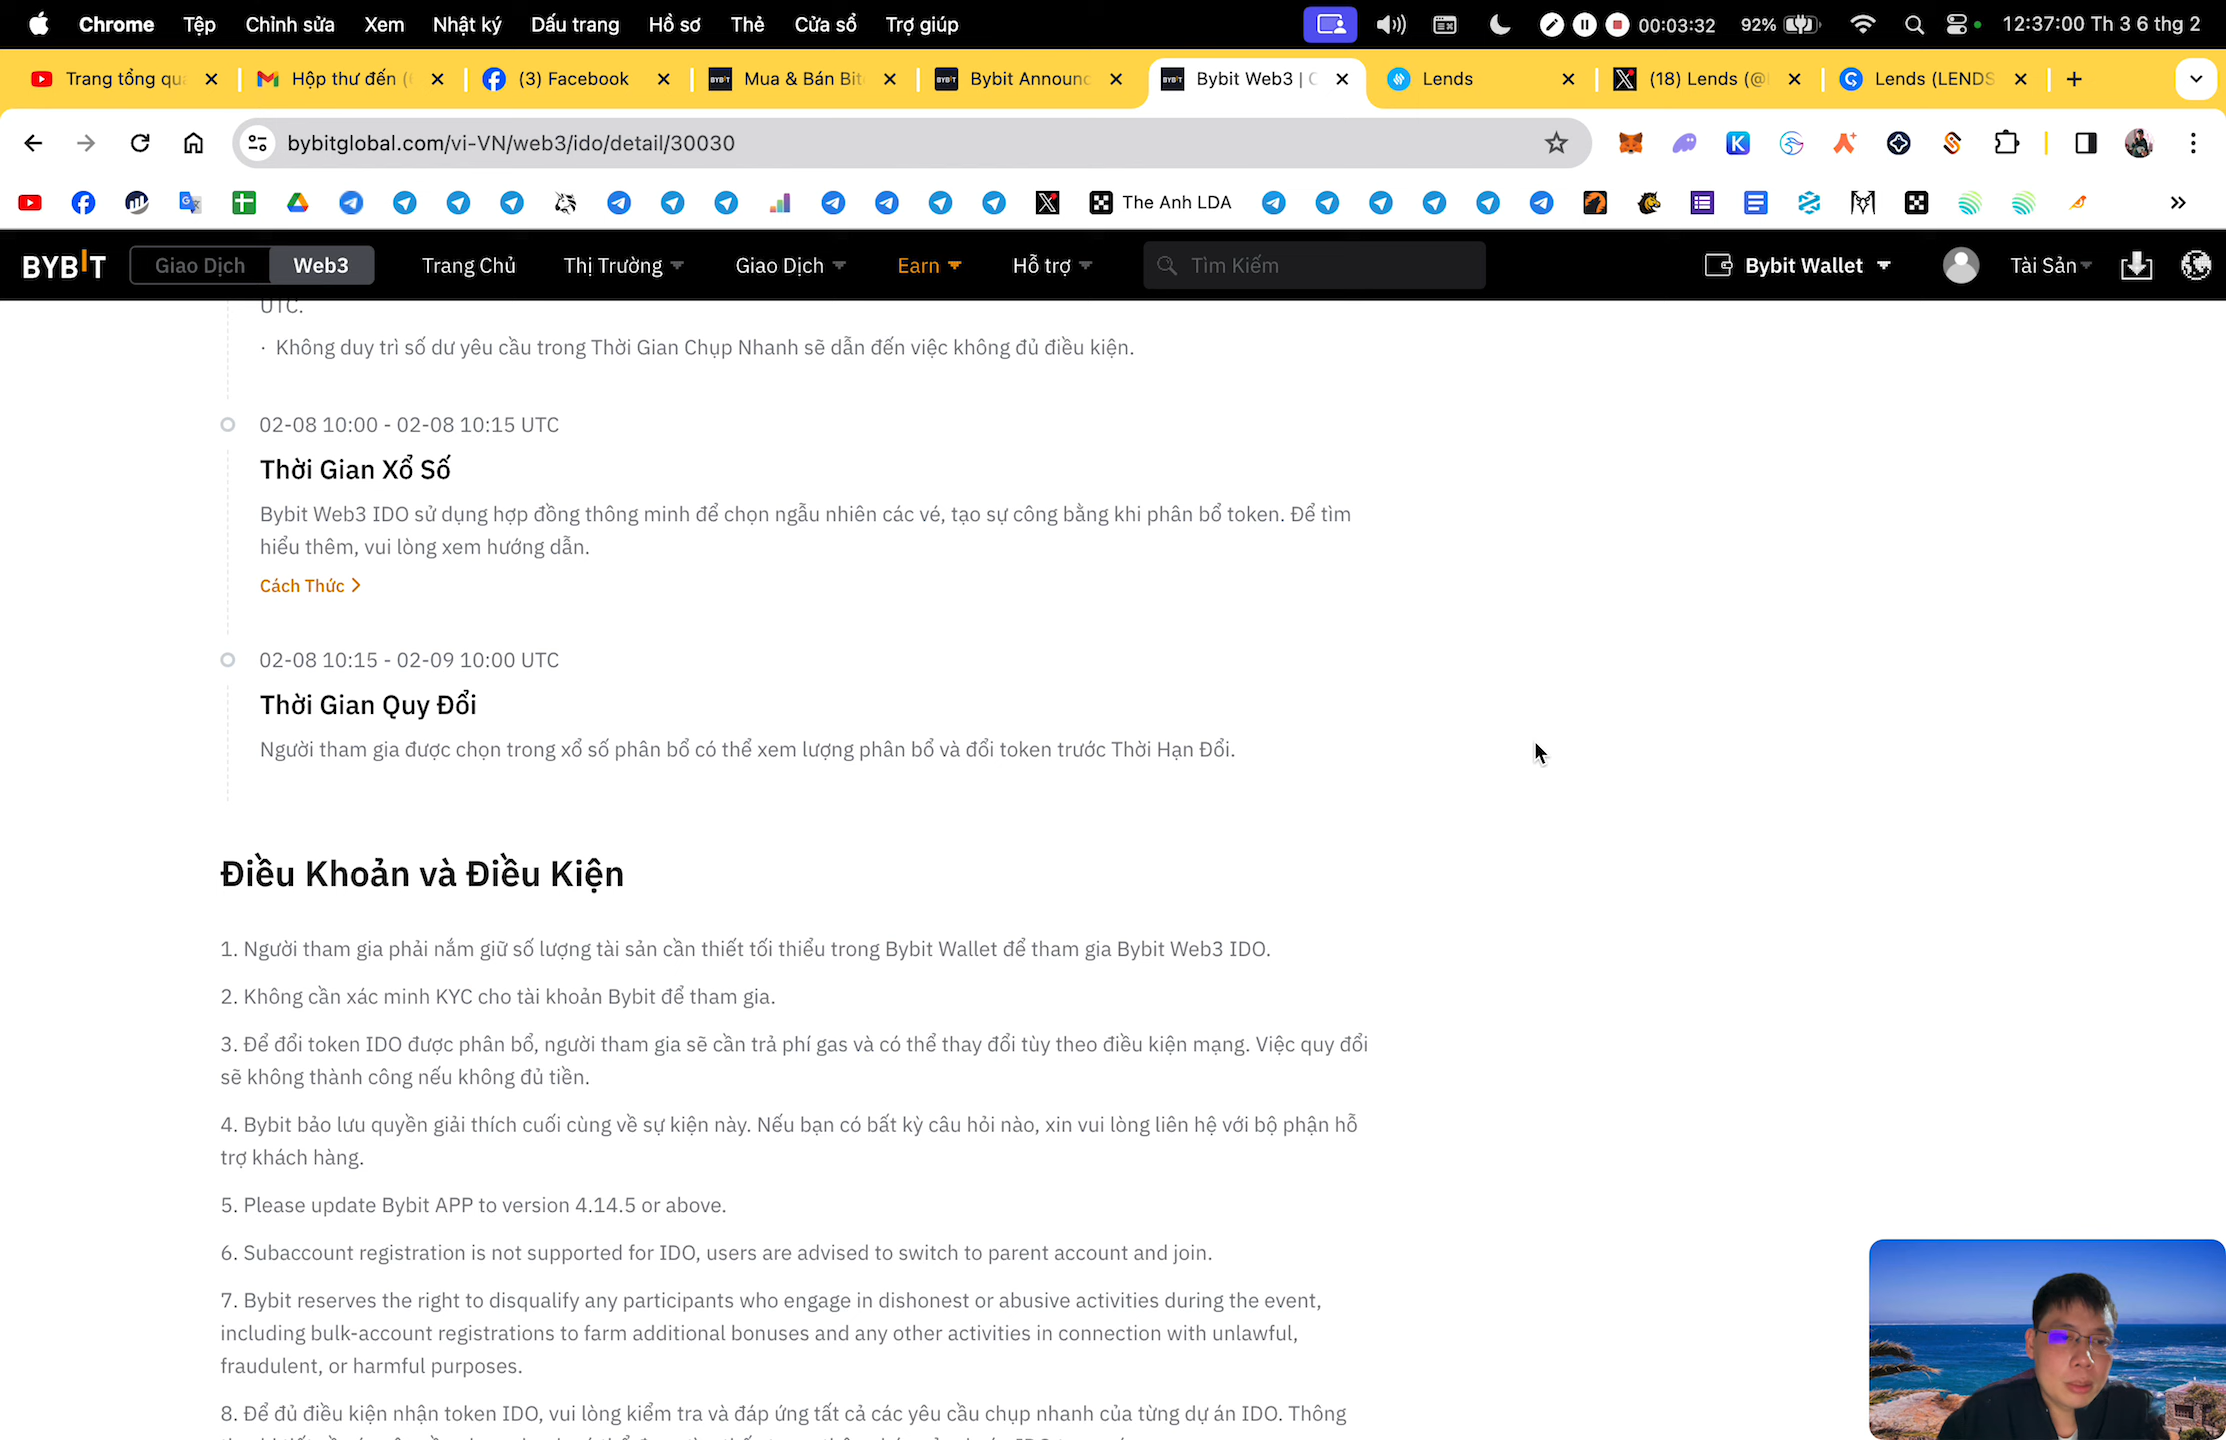 Chrome Tệp Chỉnh sửa Xem Nhật ký Dấu trang Hồ sơ Thẻ Cửa sổ Trợ giúp 00:03:32 92% 12:37:00 Th 3 6 thg 2
Trang tổng qu Hộp thư đến ( (3) Facebook Mua & Bán Bit Bybit Announc Bybit Web3 | Lends (18) Lends (@ Lends (LENDS
bybitglobal.com/vi-VN/web3/ido/detail/30030
The Anh LDA
BYBIT Giao Dịch Web3 Trang Chủ Thị Trường Giao Dịch Earn Hỗ trợ Tìm Kiếm Bybit Wallet Tài Sản
UTC.
· Không duy trì số dư yêu cầu trong Thời Gian Chụp Nhanh sẽ dẫn đến việc không đủ điều kiện.
02-08 10:00 - 02-08 10:15 UTC
Thời Gian Xổ Số
Bybit Web3 IDO sử dụng hợp đồng thông minh để chọn ngẫu nhiên các vé, tạo sự công bằng khi phân bổ token. Để tìm
hiểu thêm, vui lòng xem hướng dẫn.
Cách Thức
02-08 10:15 - 02-09 10:00 UTC
Thời Gian Quy Đổi
Người tham gia được chọn trong xổ số phân bổ có thể xem lượng phân bổ và đổi token trước Thời Hạn Đổi.
Điều Khoản và Điều Kiện
1. Người tham gia phải nắm giữ số lượng tài sản cần thiết tối thiểu trong Bybit Wallet để tham gia Bybit Web3 IDO.
2. Không cần xác minh KYC cho tài khoản Bybit để tham gia.
3. Để đổi token IDO được phân bổ, người tham gia sẽ cần trả phí gas và có thể thay đổi tùy theo điều kiện mạng. Việc quy đổi
sẽ không thành công nếu không đủ tiền.
4. Bybit bảo lưu quyền giải thích cuối cùng về sự kiện này. Nếu bạn có bất kỳ câu hỏi nào, xin vui lòng liên hệ với bộ phận hỗ
trợ khách hàng.
5. Please update Bybit APP to version 4.14.5 or above.
6. Subaccount registration is not supported for IDO, users are advised to switch to parent account and join.
7. Bybit reserves the right to disqualify any participants who engage in dishonest or abusive activities during the event,
including bulk-account registrations to farm additional bonuses and any other activities in connection with unlawful,
fraudulent, or harmful purposes.
8. Để đủ điều kiện nhận token IDO, vui lòng kiểm tra và đáp ứng tất cả các yêu cầu chụp nhanh của từng dự án IDO. Thông